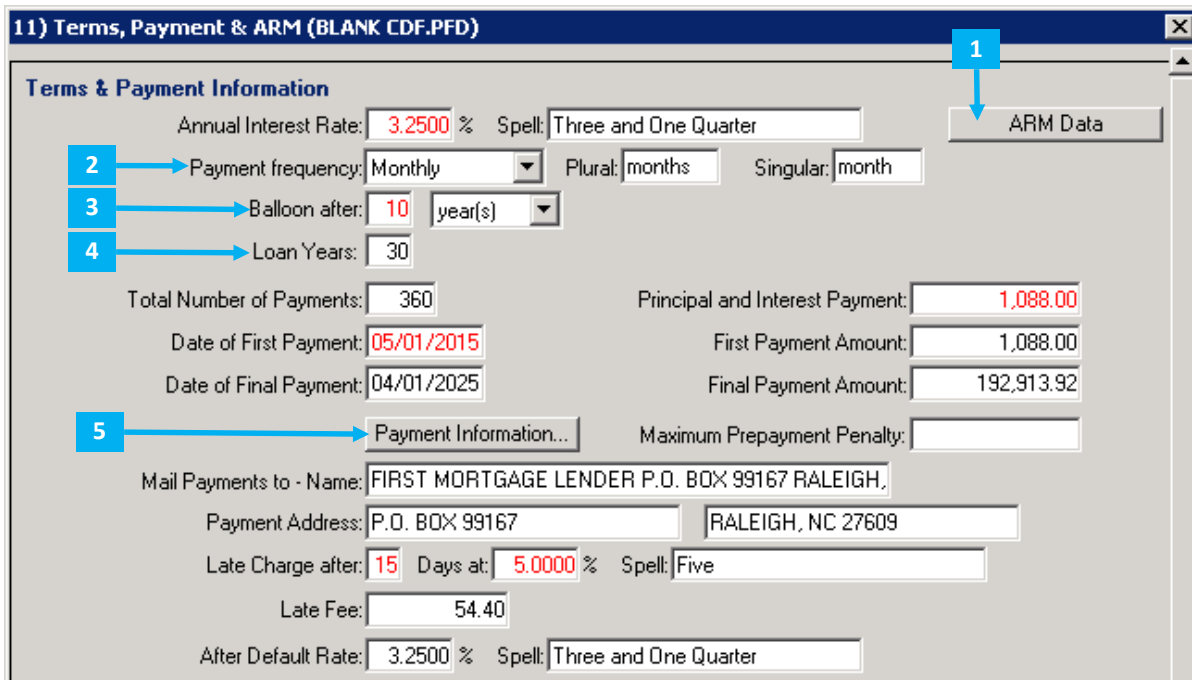 11) Terms, Payment & ARM (BLANK CDF.PFD)
1
Terms & Payment Information
Annual Interest Rate: 3.2500 % Spell: Three and One Quarter ARM Data
2 Payment frequency: Monthly Plural: months Singular: month
3 Balloon after: 10 year(s)
4 Loan Years: 30
Total Number of Payments: 360 Principal and Interest Payment: 1,088.00
Date of First Payment: 05/01/2015 First Payment Amount: 1,088.00
Date of Final Payment: 04/01/2025 Final Payment Amount: 192,913.92
5 Payment Information... Maximum Prepayment Penalty:
Mail Payments to - Name: FIRST MORTGAGE LENDER P.O. BOX 99167 RALEIGH,
Payment Address: P.O. BOX 99167 RALEIGH, NC 27609
Late Charge after: 15 Days at: 5.0000 % Spell: Five
Late Fee: 54.40
After Default Rate: 3.2500 % Spell: Three and One Quarter